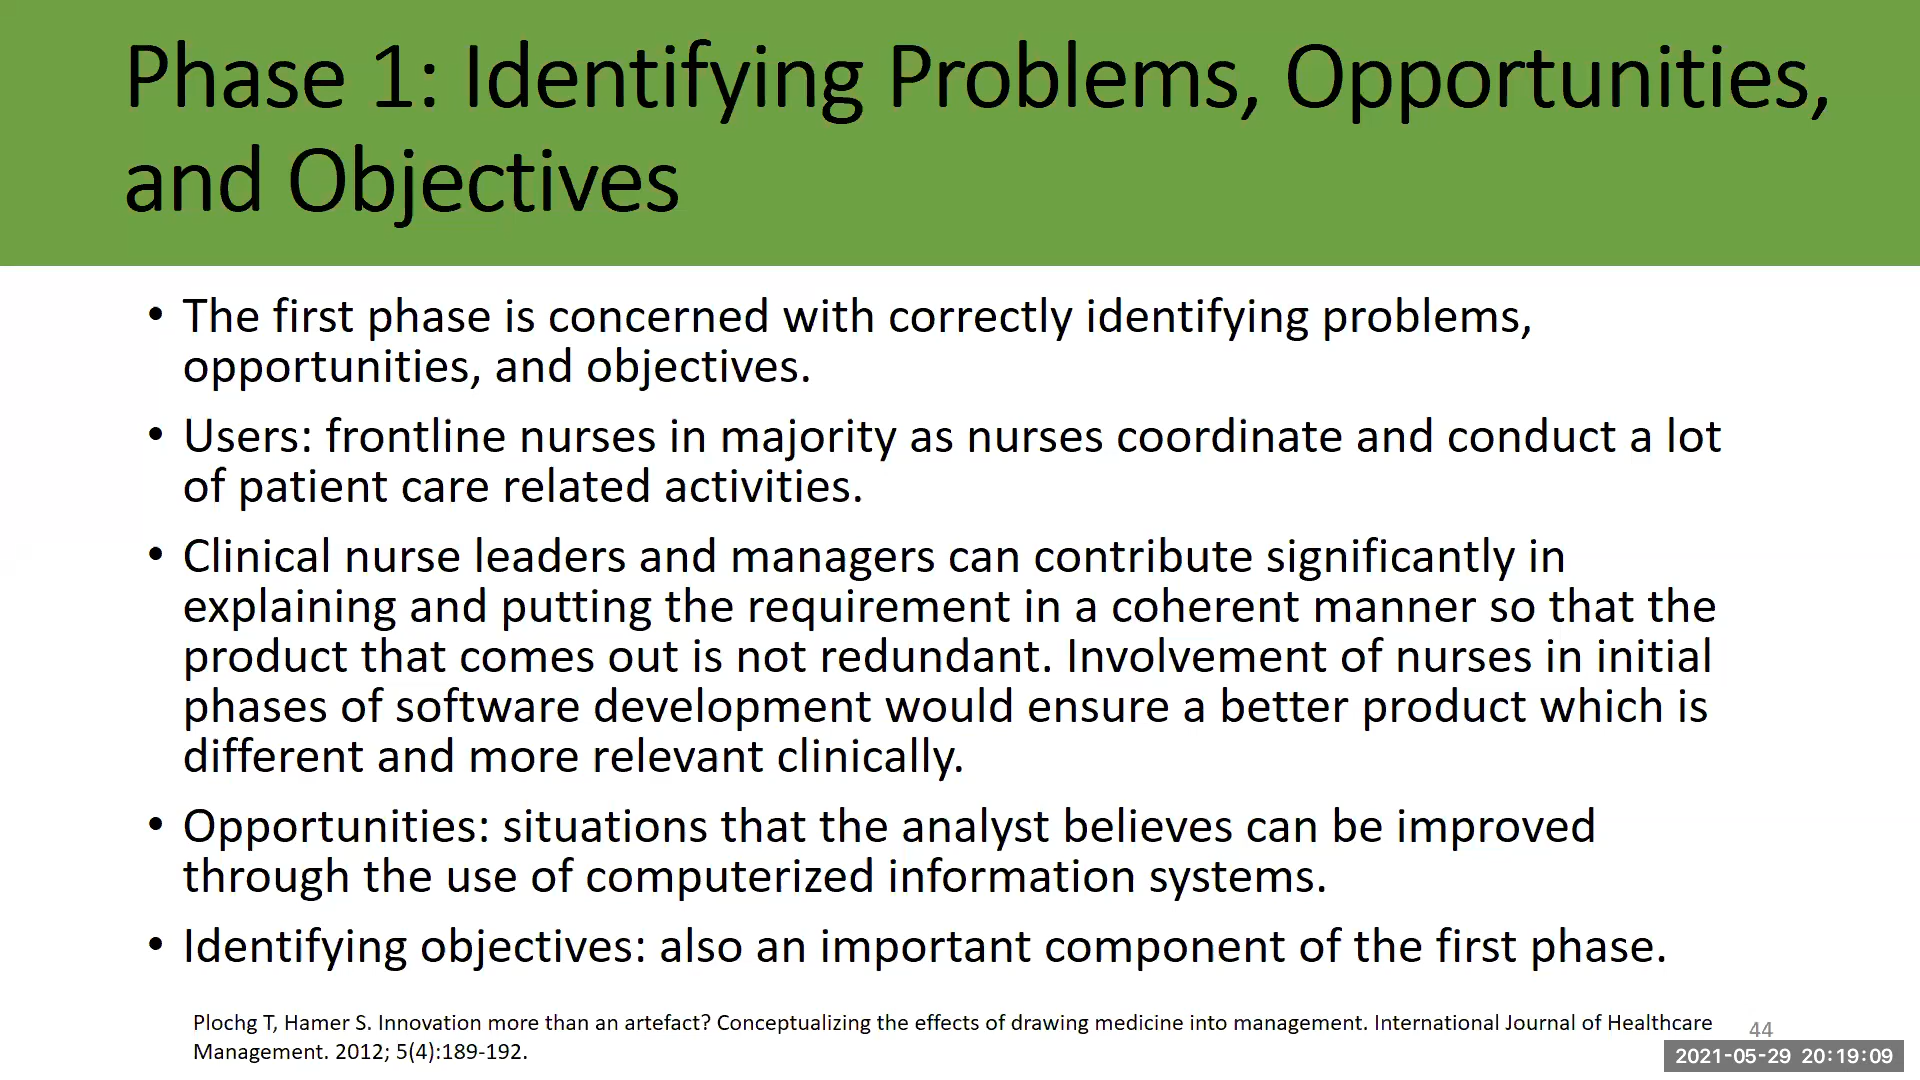 Phase 1: Identifying Problems, Opportunities,
and Objectives
• The first phase is concerned with correctly identifying problems,
opportunities, and objectives.
• Users: frontline nurses in majority as nurses coordinate and conduct a lot
of patient care related activities.
• Clinical nurse leaders and managers can contribute significantly in
explaining and putting the requirement in a coherent manner so that the
product that comes out is not redundant. Involvement of nurses in initial
phases of software development would ensure a better product which is
different and more relevant clinically.
• Opportunities: situations that the analyst believes can be improved
through the use of computerized information systems.
• Identifying objectives: also an important component of the first phase.
Plochg T, Hamer S. Innovation more than an artefact? Conceptualizing the effects of drawing medicine into management. International Journal of Healthcare
Management. 2012; 5(4):189-192.
44
2021-05-29 20:19:09